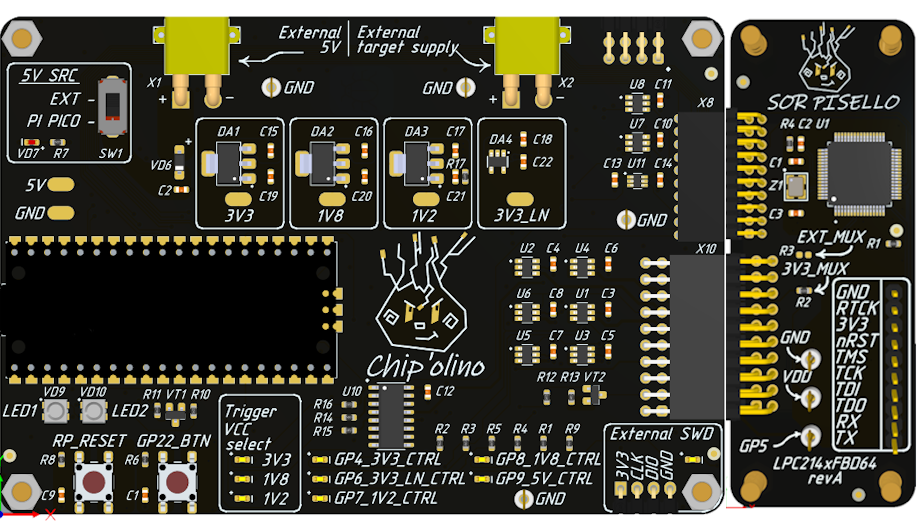 External
5V
External
target supply
5V SRC
EXT -
PI PICO -
VD7
R7
SW1
X1
+
-
GND
GND
X2
+
-
U8
C11
X8
U7
C10
C13
U11
C14
GND
DA1
C15
C19
3V3
DA2
C16
C20
1V8
DA3
C17
R17
C21
1V2
DA4
C18
C22
3V3_LN
VD6
+
C2
5V
GND
SOR PISELLO
R4 C2 U1
C1
Z1
C3
EXT_MUX
R1
R3
3V3_MUX
R2
GND
VDD
GP5
GND
RTCK
3V3
nRST
TMS
TCK
TDI
TDO
RX
TX
LPC214xFBD64
revA
X10
U2
C4
U4
C6
U6
C8
U1
C3
U5
C7
U3
C5
R12 R13 VT2
Chip'olino
VD9
VD10
R11 VT1 R10
LED1
LED2
U10
C12
R16
R14
R15
R2
R3
R5
R4
R1
R9
RP_RESET
GP22_BTN
R8
R6
C9
C1
Trigger
VCC
select
3V3
1V8
1V2
GP4_3V3_CTRL
GP6_3V3_LN_CTRL
GP7_1V2_CTRL
GP8_1V8_CTRL
GP9_5V_CTRL
GND
External SWD
3V3
CLK
DIO
GND
X